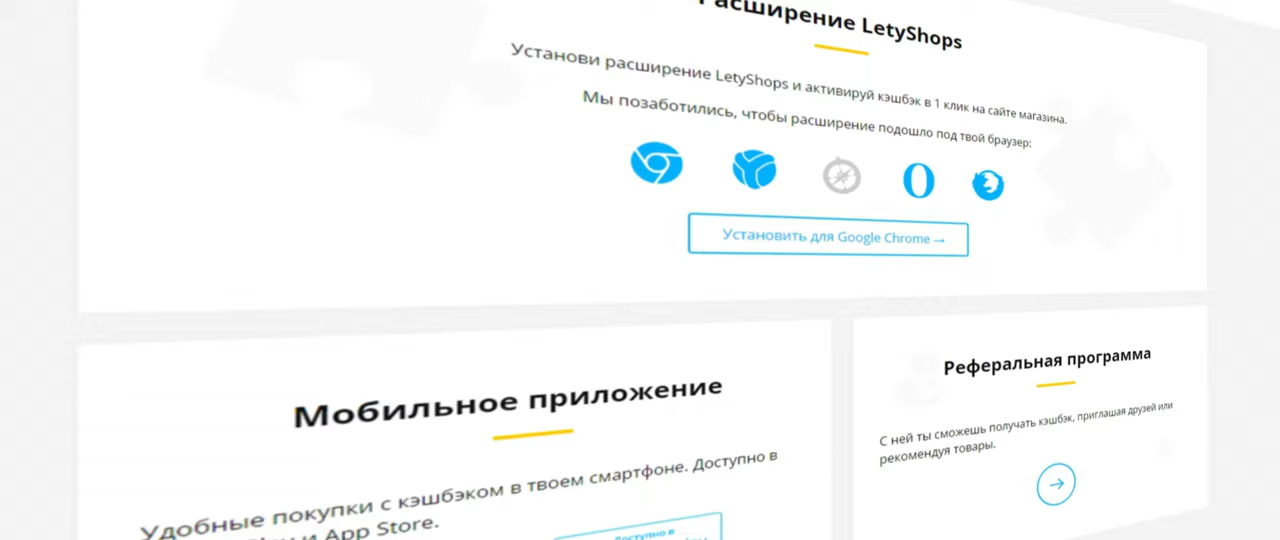 Расширение LetyShops
Установи расширение LetyShops и активируй кэшбэк в 1 клик на сайте магазина.
Мы позаботились, чтобы расширение подошло под твой браузер:
Установить для Google Chrome →
Мобильное приложение
Удобные покупки с кэшбэком в твоем смартфоне. Доступно в
и App Store.
Доступно в
Реферальная программа
С ней ты сможешь получать кэшбэк, приглашая друзей или
рекомендуя товары.